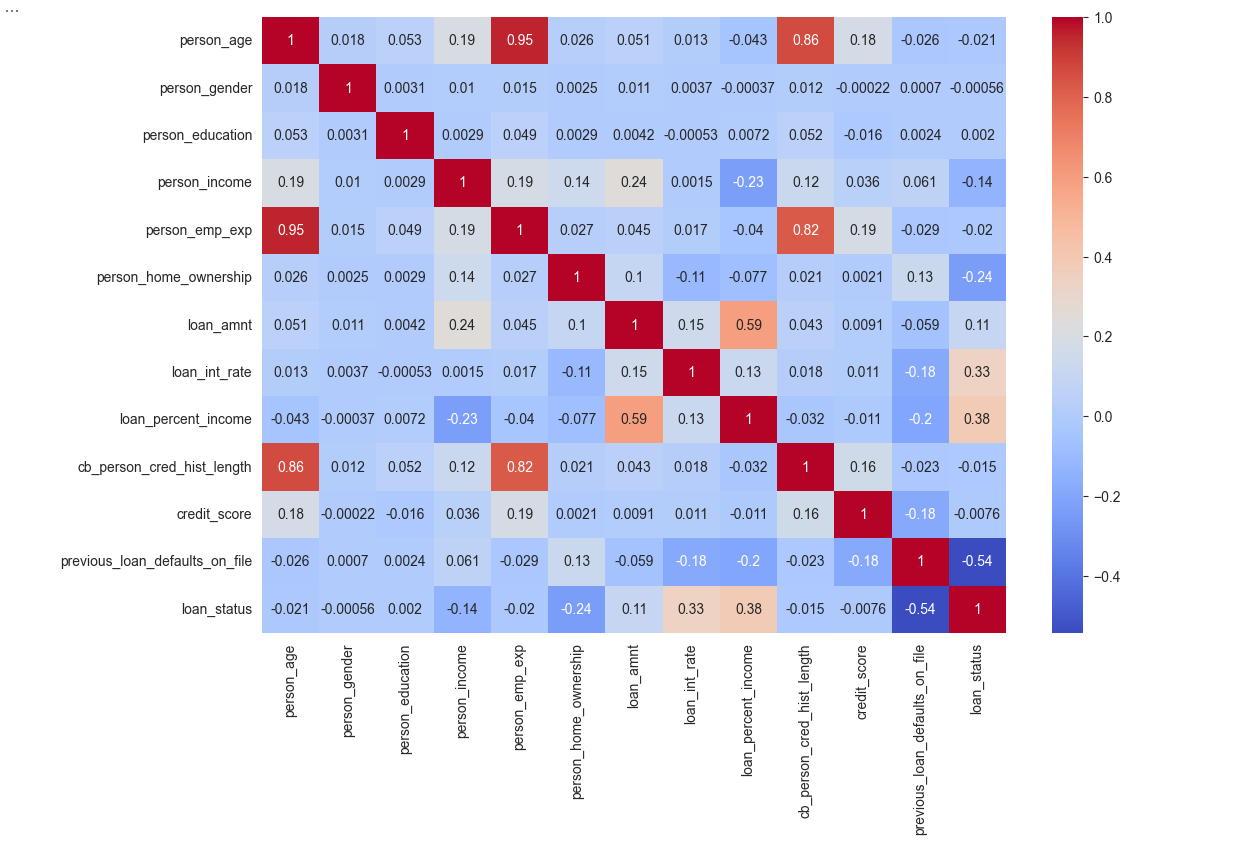 ...
person_age 1 0.018 0.053 0.19 0.95 0.026 0.051 0.013 -0.043 0.86 0.18 -0.026 -0.021
person_gender 0.018 1 0.0031 0.01 0.015 0.0025 0.011 0.0037 -0.00037 0.012 -0.00022 0.0007 -0.00056
person_education 0.053 0.0031 1 0.0029 0.049 0.0029 0.0042 -0.00053 0.0072 0.052 -0.016 0.0024 0.002
person_income 0.19 0.01 0.0029 1 0.19 0.14 0.24 0.0015 -0.23 0.12 0.036 0.061 -0.14
person_emp_exp 0.95 0.015 0.049 0.19 1 0.027 0.045 0.017 -0.04 0.82 0.19 -0.029 -0.02
person_home_ownership 0.026 0.0025 0.0029 0.14 0.027 1 0.1 -0.11 -0.077 0.021 0.0021 0.13 -0.24
loan_amnt 0.051 0.011 0.0042 0.24 0.045 0.1 1 0.15 0.59 0.043 0.0091 -0.059 0.11
loan_int_rate 0.013 0.0037 -0.00053 0.0015 0.017 -0.11 0.15 1 0.13 0.018 0.011 -0.18 0.33
loan_percent_income -0.043 -0.00037 0.0072 -0.23 -0.04 -0.077 0.59 0.13 1 -0.032 -0.011 -0.2 0.38
cb_person_cred_hist_length 0.86 0.012 0.052 0.12 0.82 0.021 0.043 0.018 -0.032 1 0.16 -0.023 -0.015
credit_score 0.18 -0.00022 -0.016 0.036 0.19 0.0021 0.0091 0.011 -0.011 0.16 1 -0.18 -0.0076
previous_loan_defaults_on_file -0.026 0.0007 0.0024 0.061 -0.029 0.13 -0.059 -0.18 -0.2 -0.023 -0.18 1 -0.54
loan_status -0.021 -0.00056 0.002 -0.14 -0.02 -0.24 0.11 0.33 0.38 -0.015 -0.0076 -0.54 1
person_age
person_gender
person_education
person_income
person_emp_exp
person_home_ownership
loan_amnt
loan_int_rate
loan_percent_income
cb_person_cred_hist_length
credit_score
previous_loan_defaults_on_file
loan_status
1.0
0.8
0.6
0.4
0.2
0.0
−0.2
−0.4